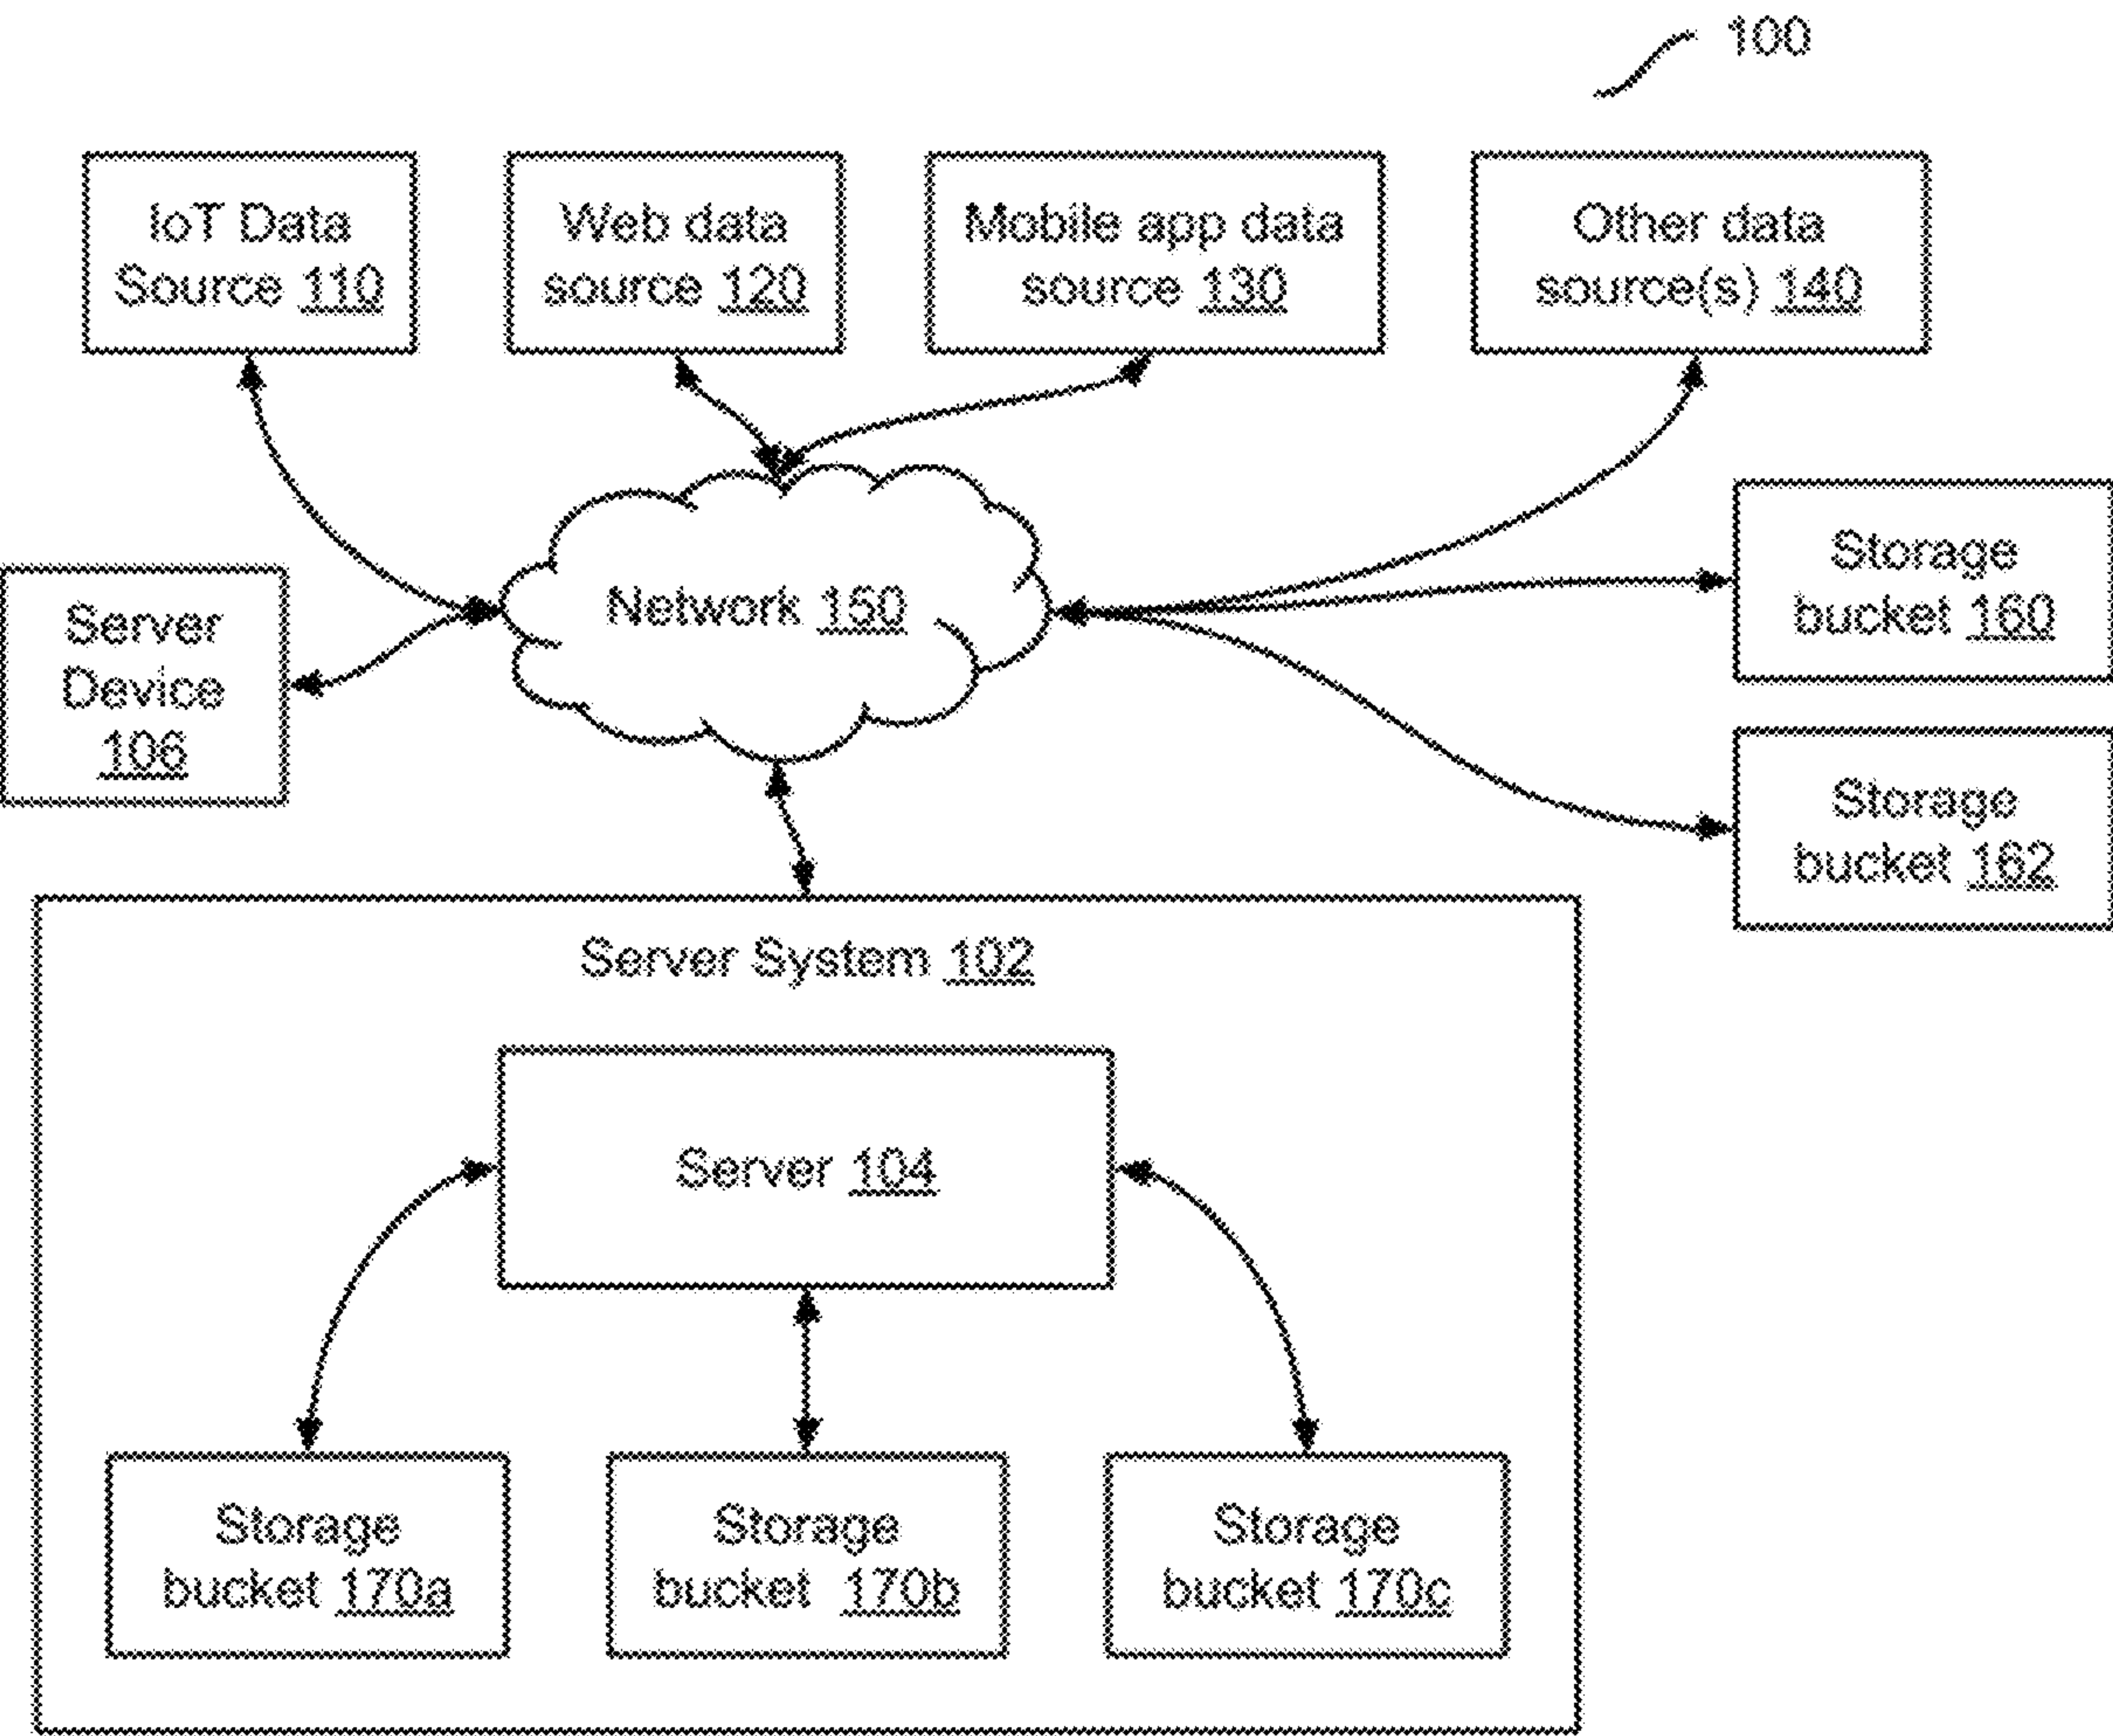 100
IoT Data
Source 110
Web data
source 120
Mobile app data
source 130
Other data
source(s) 140
Storage
bucket 160
Server
Device
106
Network 150
Storage
bucket 162
Server System 102
Server 104
Storage
bucket 170a
Storage
bucket 170b
Storage
bucket 170c